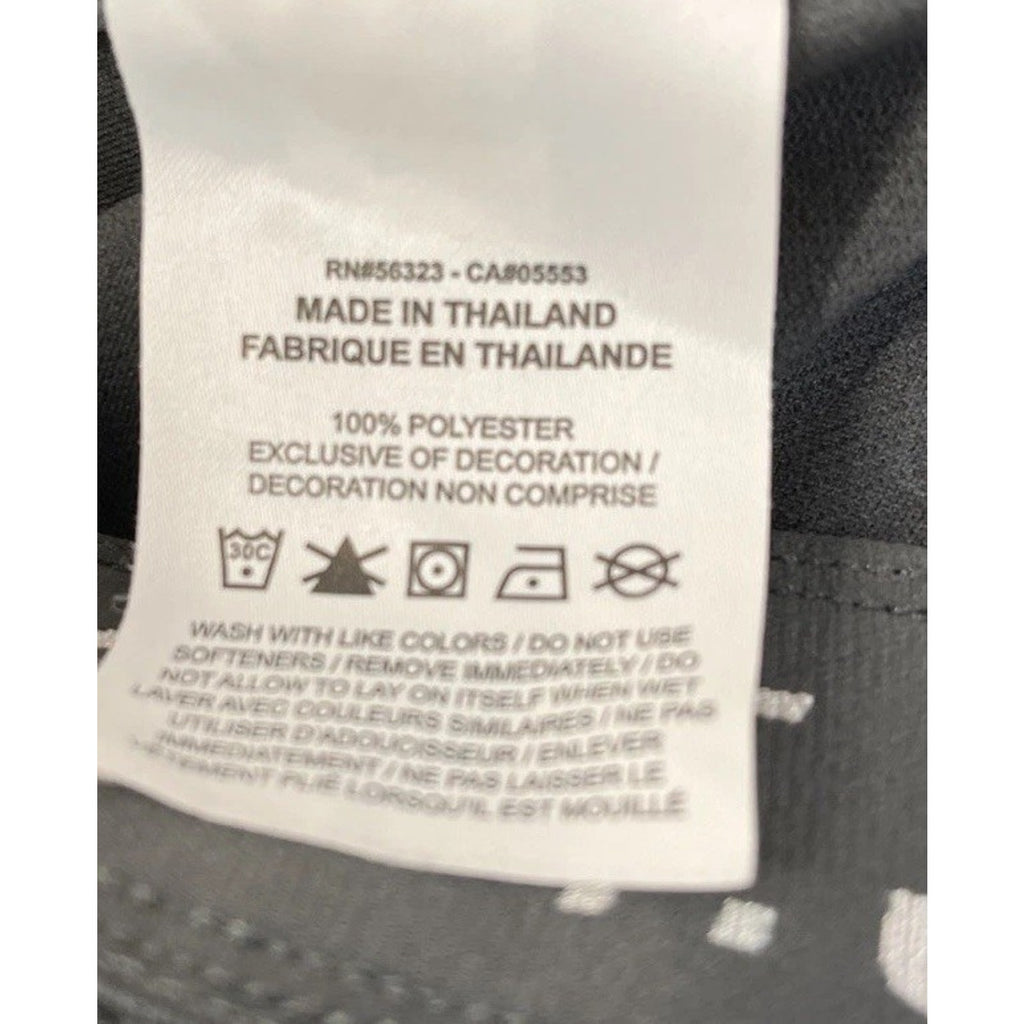 RN#56323 - CA#05553
MADE IN THAILAND
FABRIQUE EN THAILANDE
100% POLYESTER
EXCLUSIVE OF DECORATION /
DECORATION NON COMPRISE
30C
WASH WITH LIKE COLORS / DO NOT USE
SOFTENERS / REMOVE IMMEDIATELY / DO
NOT ALLOW TO LAY ON ITSELF WHEN WET
LAVER AVEC COULEURS SIMILAIRES / NE PAS
UTILISER D'ADOUCISSEUR / ENLEVER
IMMEDIATEMENT / NE PAS LAISSER LE
VETEMENT PLIE LORSQU'IL EST MOUILLÉ